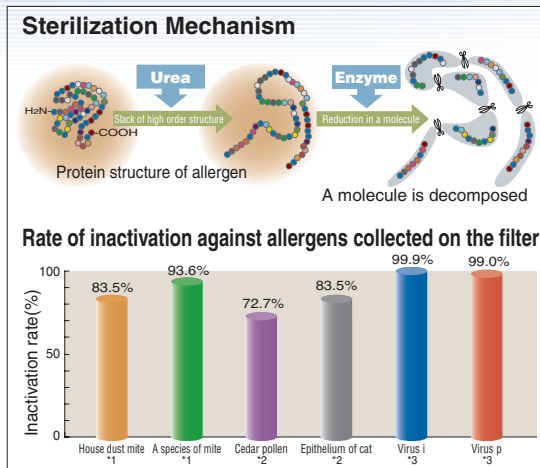 Sterilization Mechanism
Urea
Enzyme
H2N-
-COOH
Slack of high order structure
Reduction in a molecule
Protein structure of allergen
A molecule is decomposed
Rate of inactivation against allergens collected on the filter
Inactivation rate(%)
100
50
0
83.5%
93.6%
72.7%
83.5%
99.9%
99.0%
House dust mite
*1
A species of mite
*1
Cedar pollen
*2
Epithelium of cat
*2
Virus i
*3
Virus p
*3